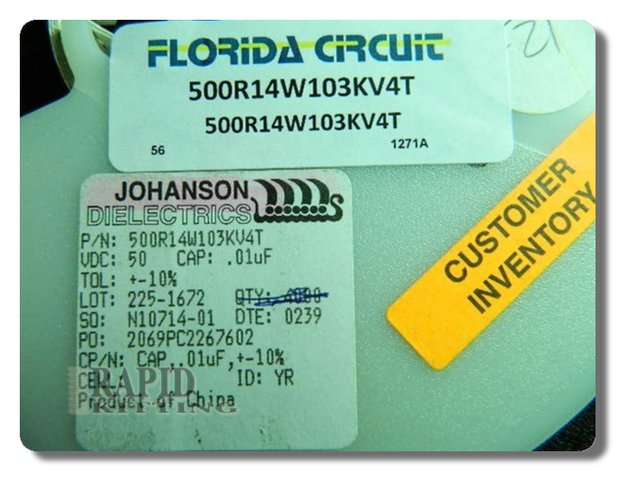 FLORIDA CIRCUIT
500R14W103KV4T
500R14W103KV4T
56 1271A
JOHANSON
DIELECTRICS
P/N: 500R14W103KV4T
VDC: 50 CAP: .01uF
TOL: +-10%
LOT: 225-1672 QTY: 4000
SO: N10714-01 DTE: 0239
PO: 2069PC2267602
CP/N: CAP,.01uF,+-10%
CELL: ID: YR
Product of China
RAPID
CUSTOMER
INVENTORY